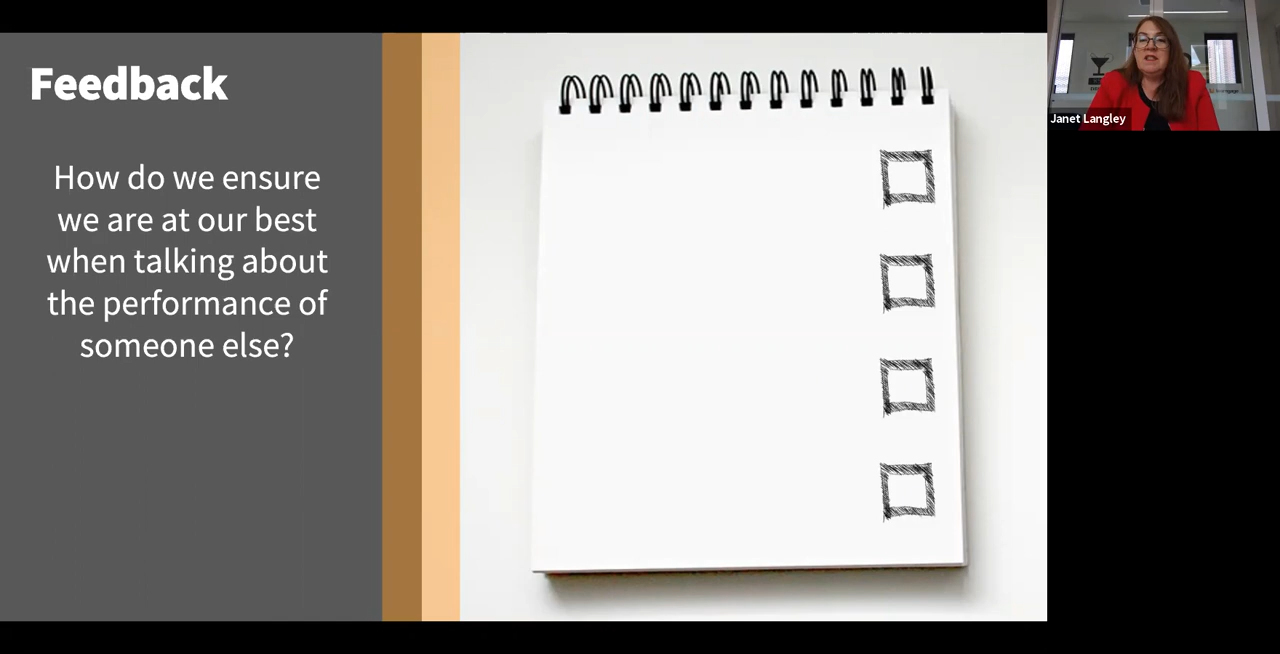 Feedback
How do we ensure
we are at our best
when talking about
the performance of
someone else?
Janet Langley